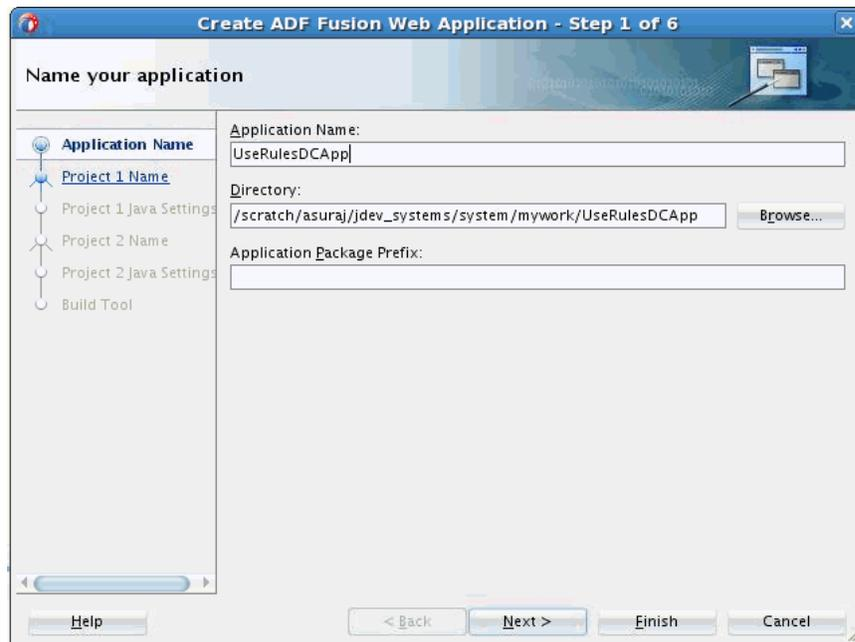 Create ADF Fusion Web Application - Step 1 of 6
Name your application
Application Name
Project 1 Name
Project 1 Java Settings
Project 2 Name
Project 2 Java Settings
Build Tool
Application Name:
UseRulesDCApp
Directory:
/scratch/asuraj/jdev_systems/system/mywork/UseRulesDCApp
Browse...
Application Package Prefix:
Help
< Back
Next >
Finish
Cancel